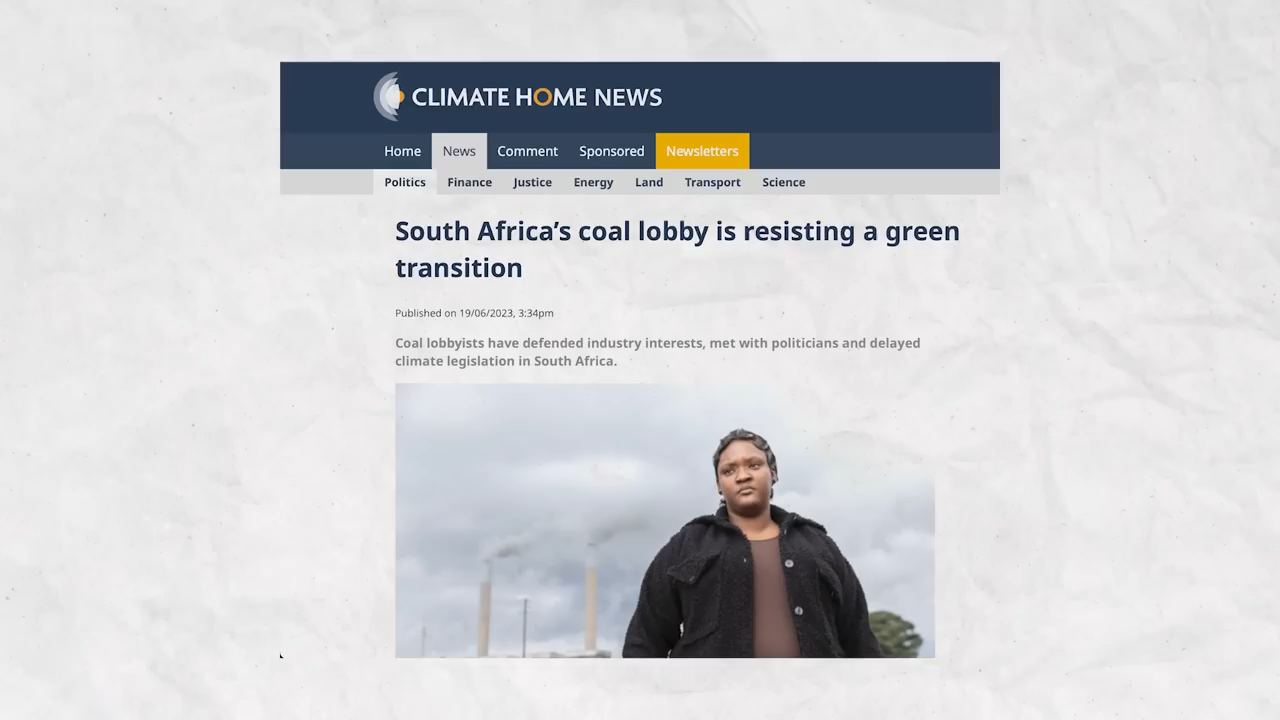 CLIMATE HOME NEWS
Home News Comment Sponsored Newsletters
Politics Finance Justice Energy Land Transport Science
South Africa's coal lobby is resisting a green
transition
Published on 19/06/2023, 3:34pm
Coal lobbyists have defended industry interests, met with politicians and delayed
climate legislation in South Africa.